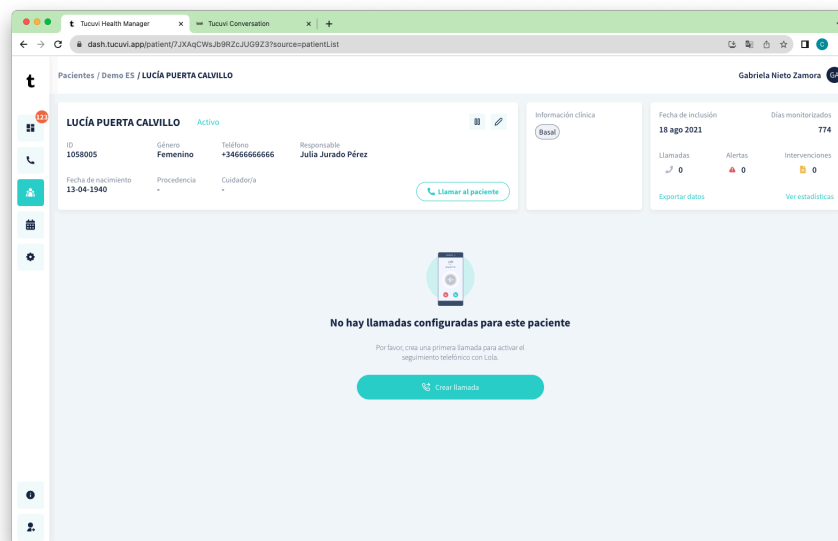 Tucuvi Health Manager
Tucuvi Conversation
dash.tucuvi.app/patient/7JXAqCWsJb9RZcJUG9Z3?source=patientList
t
Pacientes / Demo ES / LUCÍA PUERTA CALVILLO
Gabriela Nieto Zamora GA
123
LUCÍA PUERTA CALVILLO Activo
ID Género Teléfono Responsable
1058005 Femenino +34666666666 Julia Jurado Pérez
Fecha de nacimiento Procedencia Cuidador/a
13-04-1940 - -
Llamar al paciente
Información clínica
Basal
Fecha de inclusión Días monitorizados
18 ago 2021 774
Llamadas Alertas Intervenciones
0 0 0
Exportar datos Ver estadísticas
No hay llamadas configuradas para este paciente
Por favor, crea una primera llamada para activar el
seguimiento telefónico con Lola.
Crear llamada